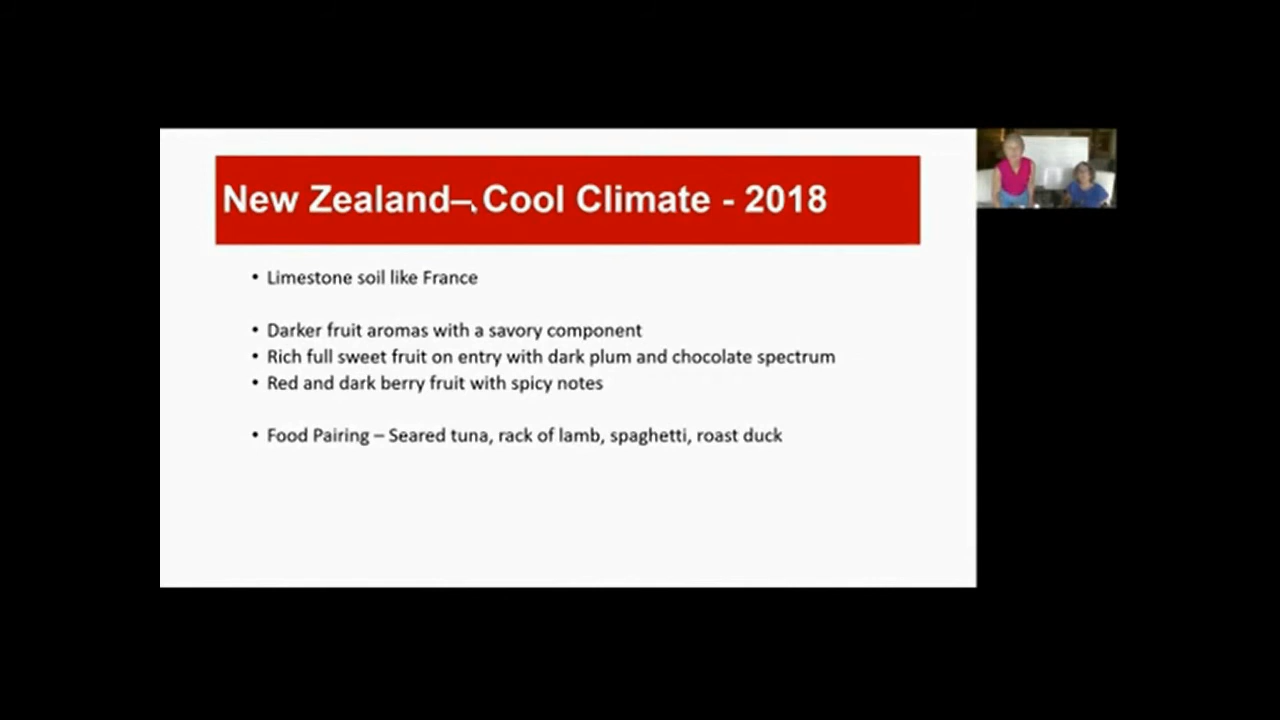 New Zealand– Cool Climate - 2018
• Limestone soil like France
• Darker fruit aromas with a savory component
• Rich full sweet fruit on entry with dark plum and chocolate spectrum
• Red and dark berry fruit with spicy notes
• Food Pairing – Seared tuna, rack of lamb, spaghetti, roast duck